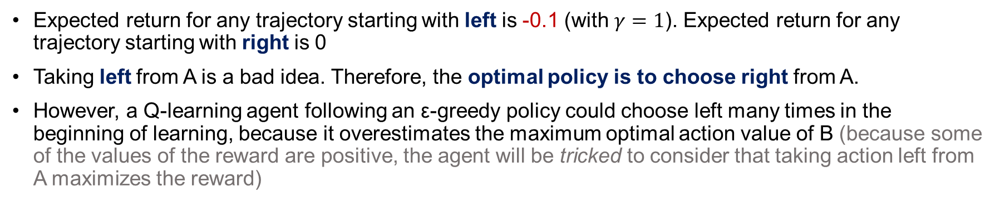 • Expected return for any trajectory starting with left is -0.1 (with γ = 1). Expected return for any
trajectory starting with right is 0
• Taking left from A is a bad idea. Therefore, the optimal policy is to choose right from A.
• However, a Q-learning agent following an ε-greedy policy could choose left many times in the
beginning of learning, because it overestimates the maximum optimal action value of B (because some
of the values of the reward are positive, the agent will be tricked to consider that taking action left from
A maximizes the reward)